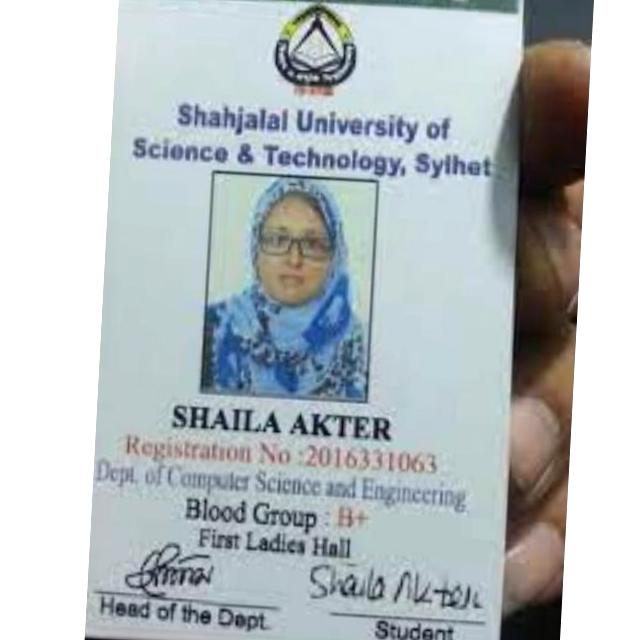 Shahjalal University of
Science & Technology, Sylhet
SHAILA AKTER
Registration No :2016331063
Dept. of Computer Science and Engineering
Blood Group : B+
First Ladies Hall
Shaila Akter
Head of the Dept.
Student